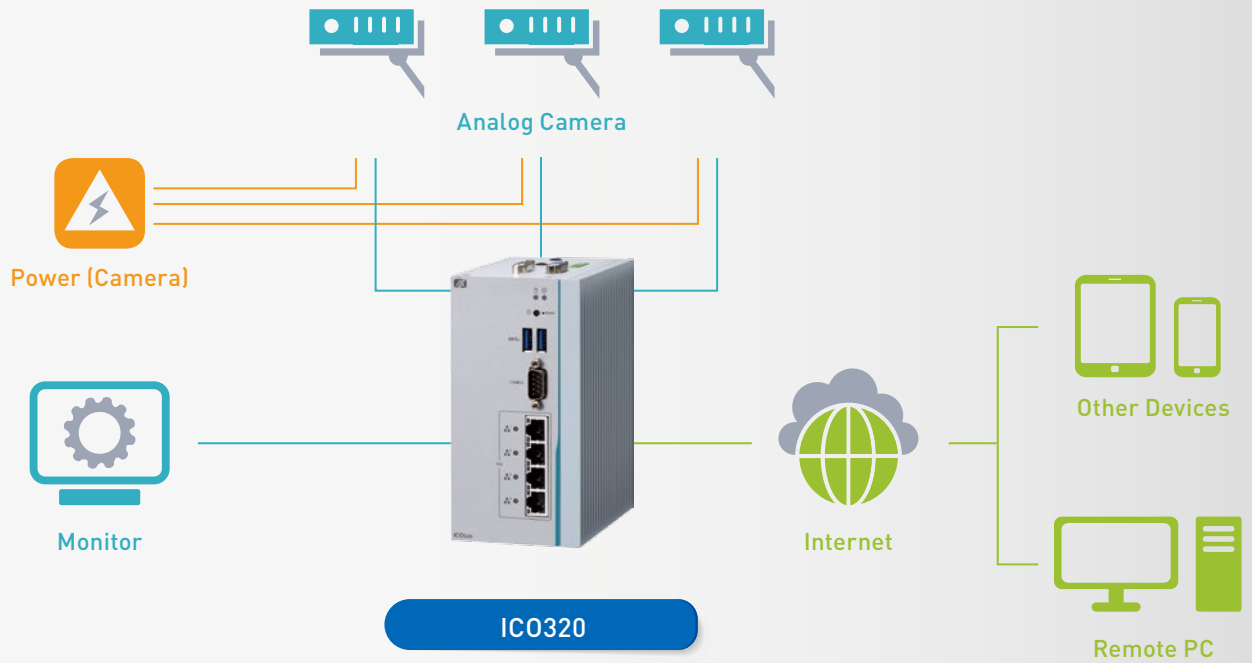 Analog Camera
Power (Camera)
Monitor
Internet
Other Devices
Remote PC
ICO320